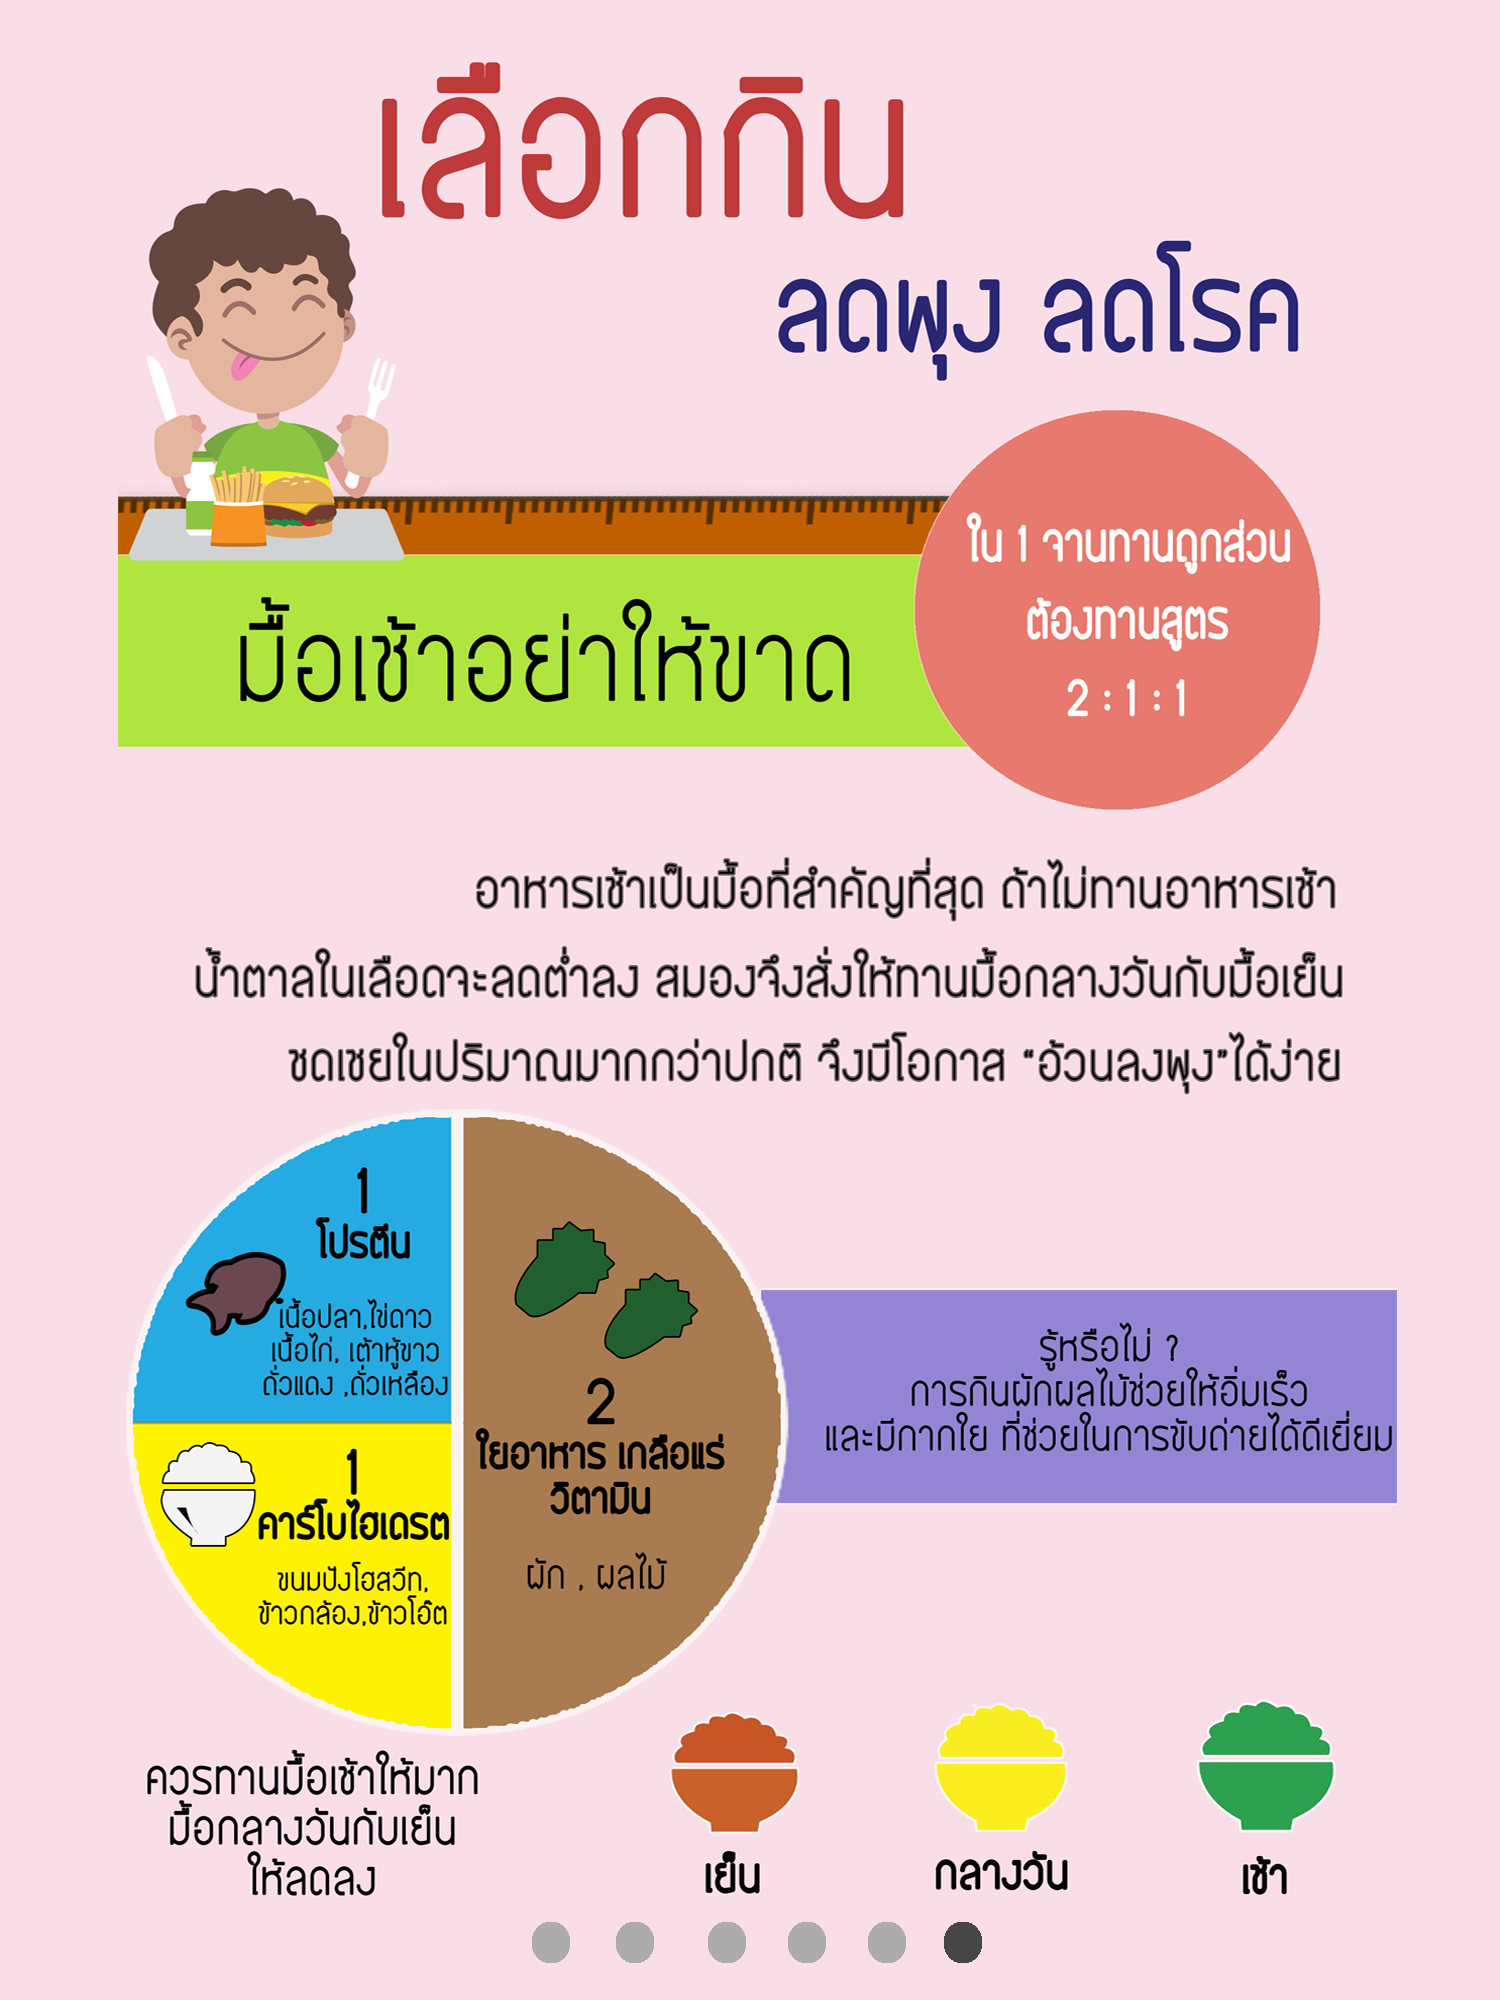 เลือกกิน
ลดพุง ลดโรค
ใน 1 จานทานถูกส่วน
ต้องทานสูตร
2 : 1 : 1
มื้อเช้าอย่าให้ขาด
อาหารเช้าเป็นมื้อที่สำคัญที่สุด ถ้าไม่ทานอาหารเช้า
น้ำตาลในเลือดจะลดต่ำลง สมองจึงสั่งให้ทานมื้อกลางวันกับมื้อเย็น
ชดเชยในปริมาณมากกว่าปกติ จึงมีโอกาส “อ้วนลงพุง”ได้ง่าย
1
โปรตีน
เนื้อปลา,ไข่ดาว
เนื้อไก่, เต้าหู้ขาว
ถั่วแดง ,ถั่วเหลือง
1
คาร์โบไฮเดรต
ขนมปังโฮสวีท,
ข้าวกล้อง,ข้าวโอ๊ต
2
ใยอาหาร เกลือแร่
วิตามิน
ผัก , ผลไม้
รู้หรือไม่ ?
การกินผักผลไม้ช่วยให้อิ่มเร็ว
และมีกากใย ที่ช่วยในการขับถ่ายได้ดีเยี่ยม
ควรทานมื้อเช้าให้มาก
มื้อกลางวันกับเย็น
ให้ลดลง
เย็น
กลางวัน
เช้า